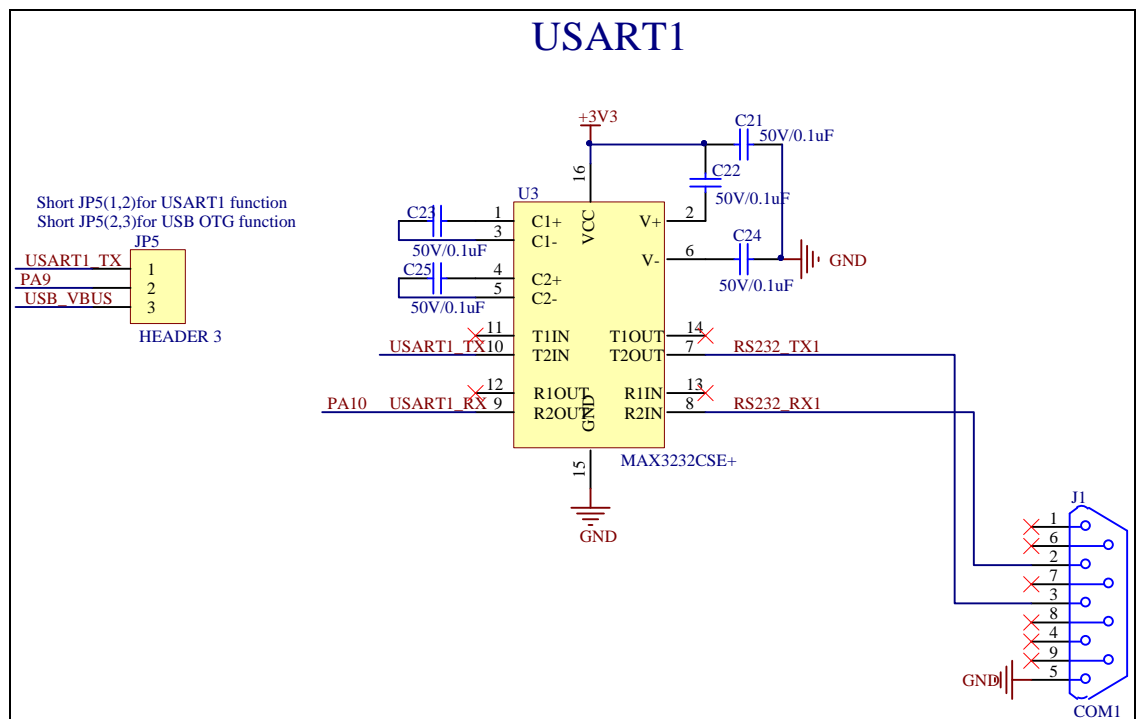 USART1
+3V3
C21
50V/0.1uF
C22
50V/0.1uF
16
U3
VCC
Short JP5(1,2)for USART1 function
Short JP5(2,3)for USB OTG function
JP5
USART1_TX 1
PA9 2
USB_VBUS 3
HEADER 3
C23
50V/0.1uF
1 C1+
3 C1-
C25
50V/0.1uF
4 C2+
5 C2-
V+ 2
V- 6
C24
50V/0.1uF
GND
11 T1IN
USART1_TX 10 T2IN
T1OUT 14
T2OUT 7 RS232_TX1
12 R1OUT
PA10 USART1_RX 9 R2OUT
R1IN 13
R2IN 8 RS232_RX1
GND
MAX3232CSE+
15
GND
J1
1
6
2
7
3
8
4
9
5
GND
COM1